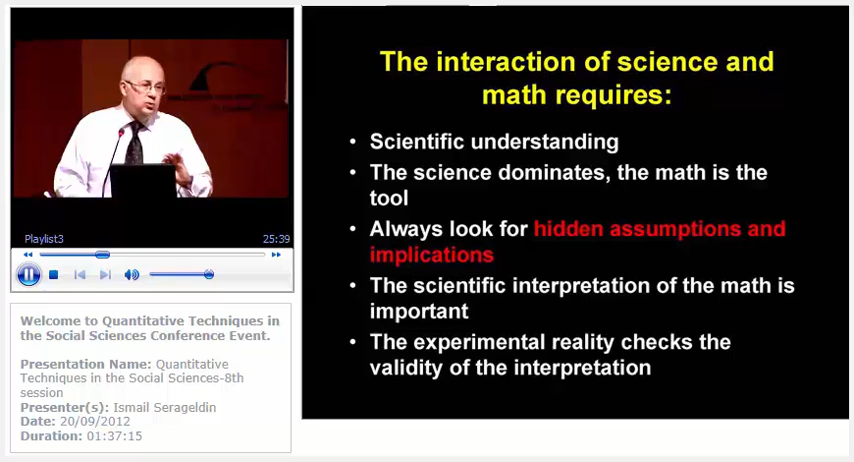 Playlist3
25:39
Welcome to Quantitative Techniques in
the Social Sciences Conference Event.
Presentation Name: Quantitative
Techniques in the Social Sciences-8th
session
Presenter(s): Ismail Serageldin
Date: 20/09/2012
Duration: 01:37:15
The interaction of science and
math requires:
• Scientific understanding
• The science dominates, the math is the
tool
• Always look for hidden assumptions and
implications
• The scientific interpretation of the math is
important
• The experimental reality checks the
validity of the interpretation